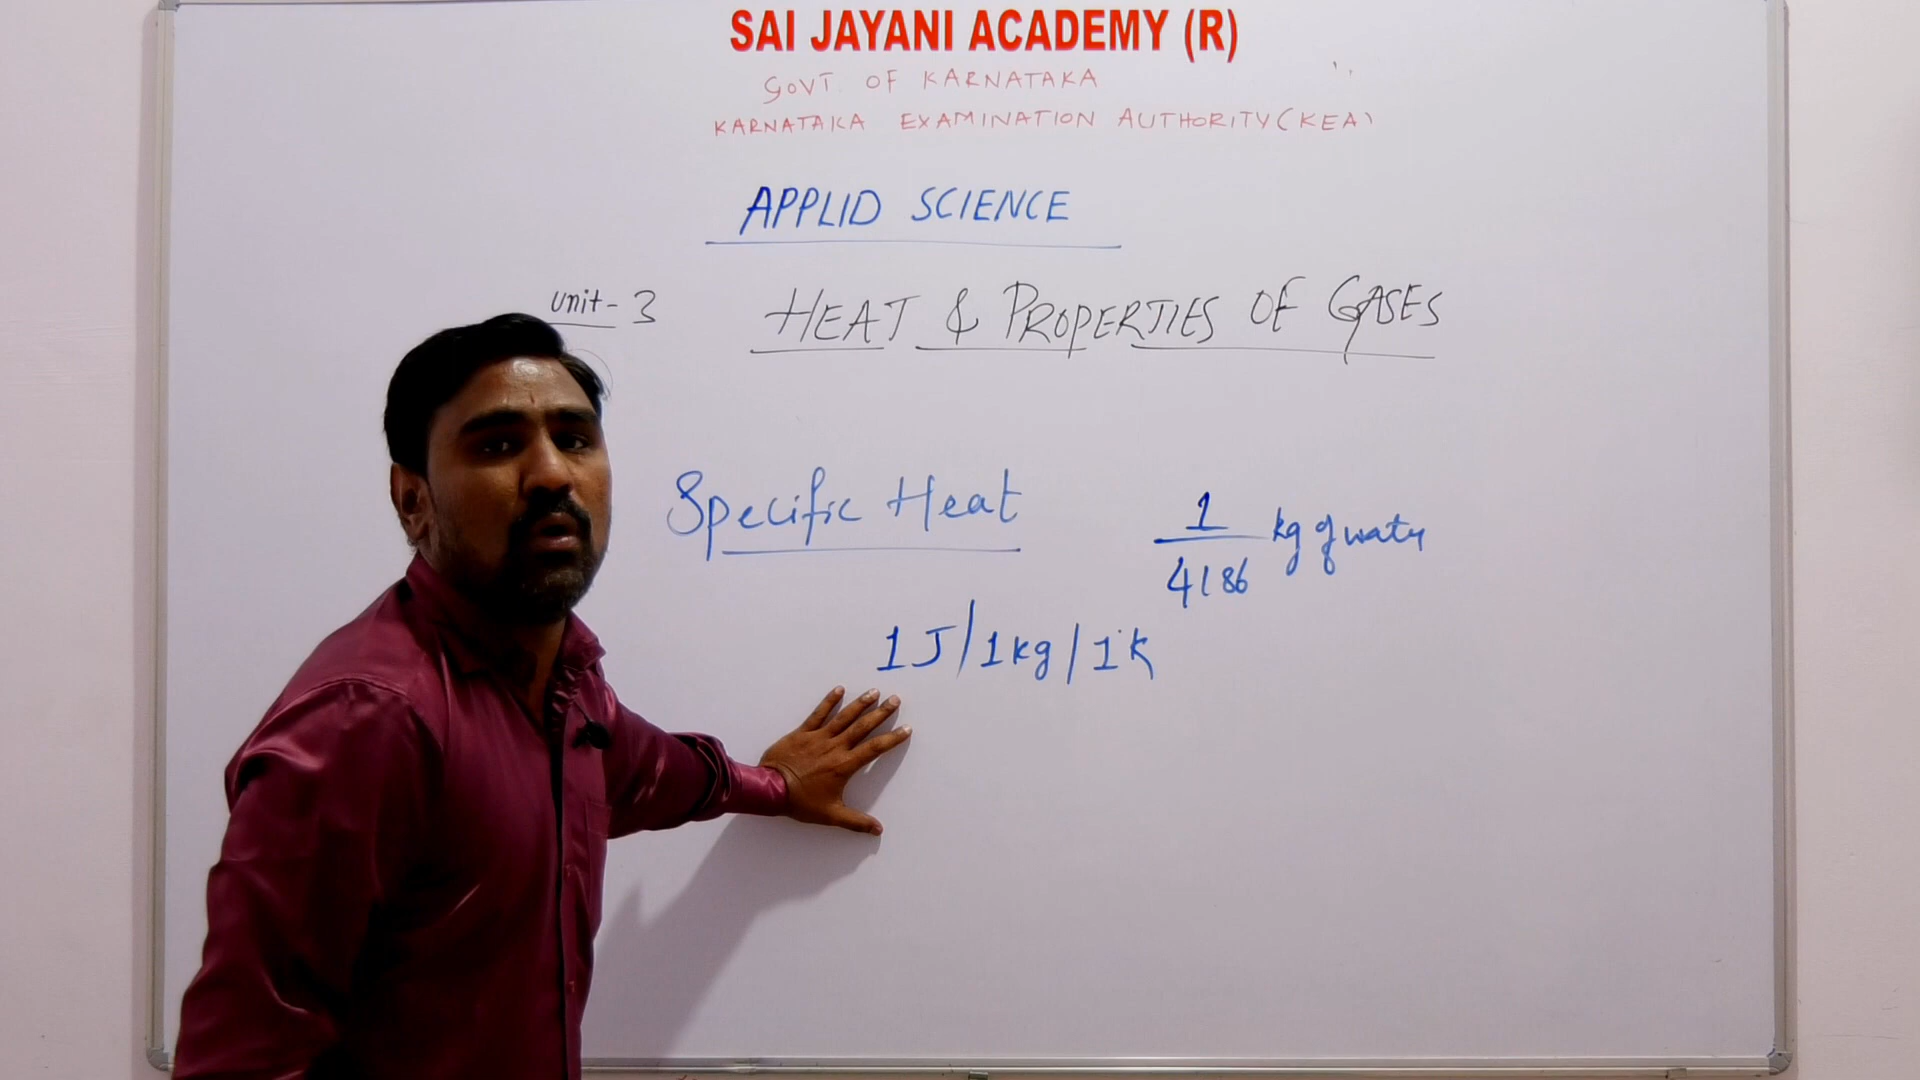 SAI JAYANI ACADEMY (R)
GOVT OF KARNATAKA
KARNATAKA EXAMINATION AUTHORITY (KEA)
APPLID SCIENCE
Unit-3 HEAT & PROPERTIES OF GASES
Specific Heat
1/4186 kg of water
1J/1kg/1K